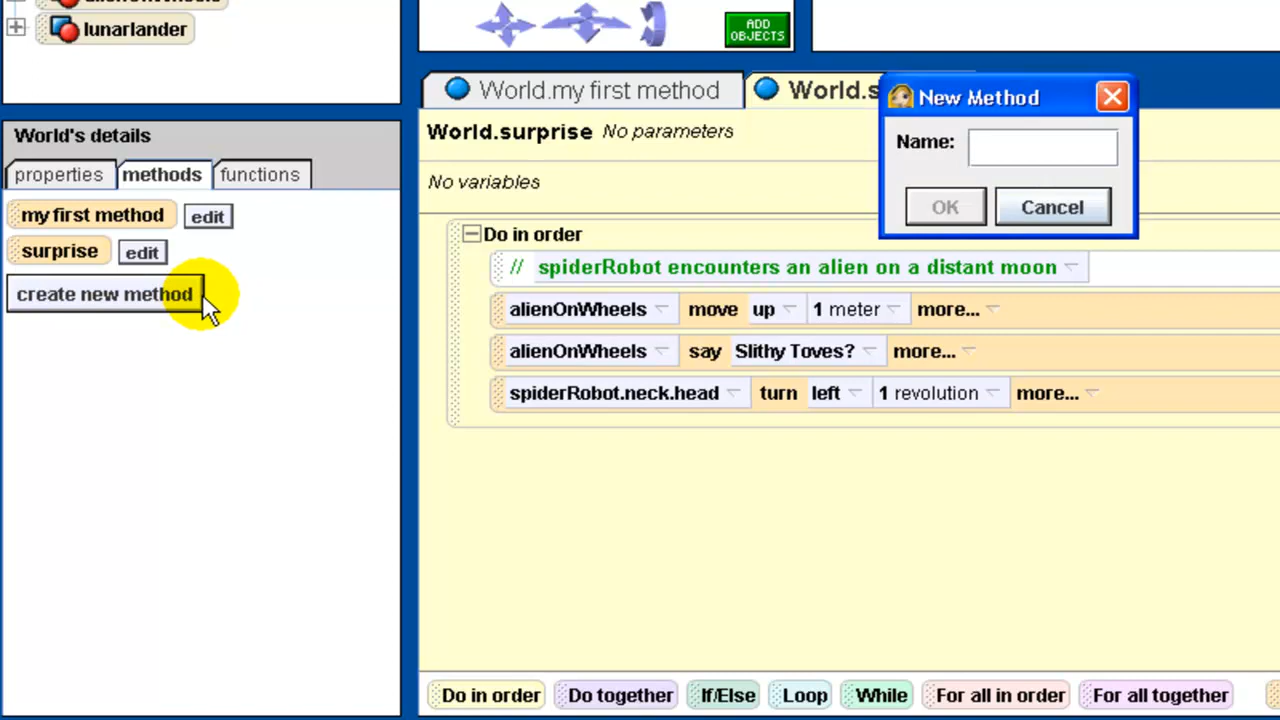 lunarlander
ADD
OBJECTS
World's details
properties
methods
functions
my first method
edit
surprise
edit
create new method
World.my first method
World.s
World.surprise No parameters
No variables
Do in order
// spiderRobot encounters an alien on a distant moon
alienOnWheels move up 1 meter more...
alienOnWheels say Slithy Toves? more...
spiderRobot.neck.head turn left 1 revolution more...
New Method
Name:
OK
Cancel
Do in order
Do together
If/Else
Loop
While
For all in order
For all together